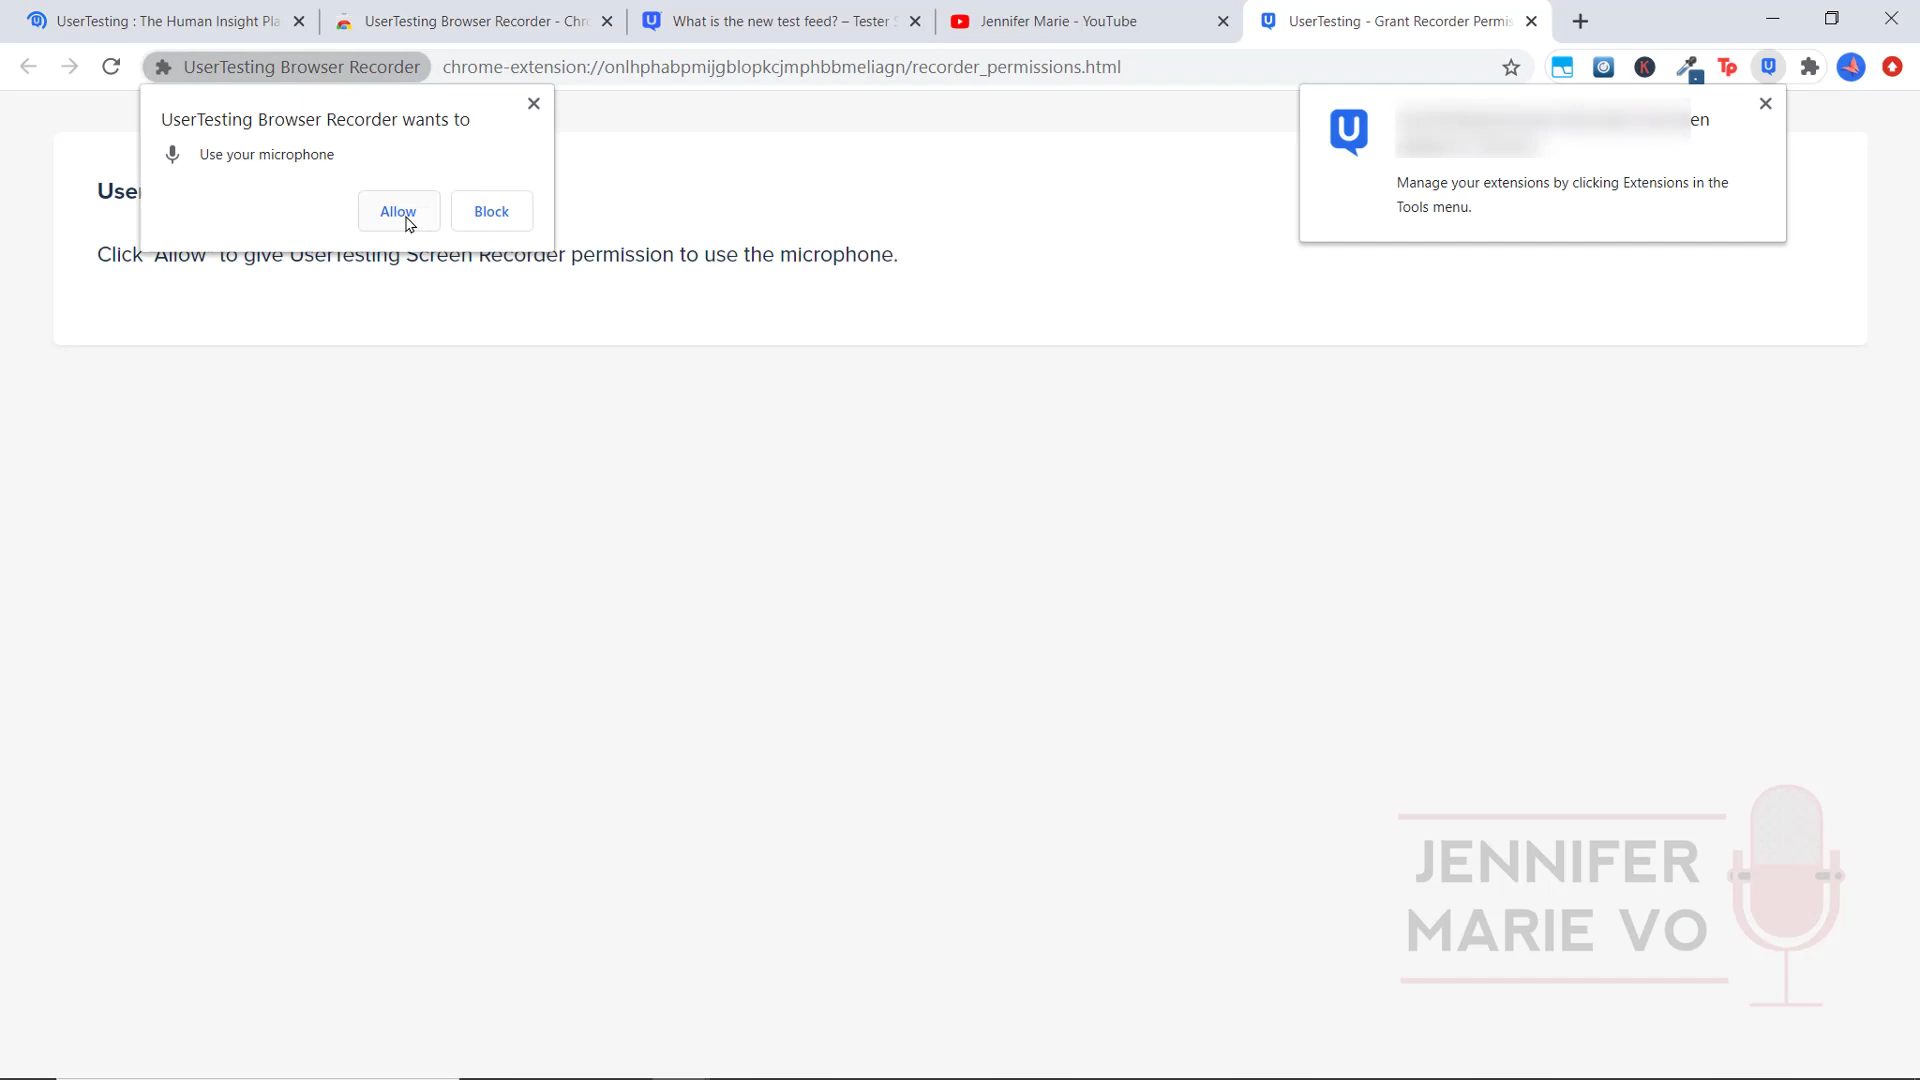 UserTesting : The Human Insight Pla
UserTesting Browser Recorder - Chr
What is the new test feed? – Tester S
Jennifer Marie - YouTube
UserTesting - Grant Recorder Permis
UserTesting Browser Recorder
chrome-extension://onlhphabpmijgblopkcjmphbbmeliagn/recorder_permissions.html
K
Tp
U
UserTesting Browser Recorder wants to
Use your microphone
Allow
Block
U
en
Manage your extensions by clicking Extensions in the
Tools menu.
User
Click "Allow" to give UserTesting Screen Recorder permission to use the microphone.
JENNIFER
MARIE VO